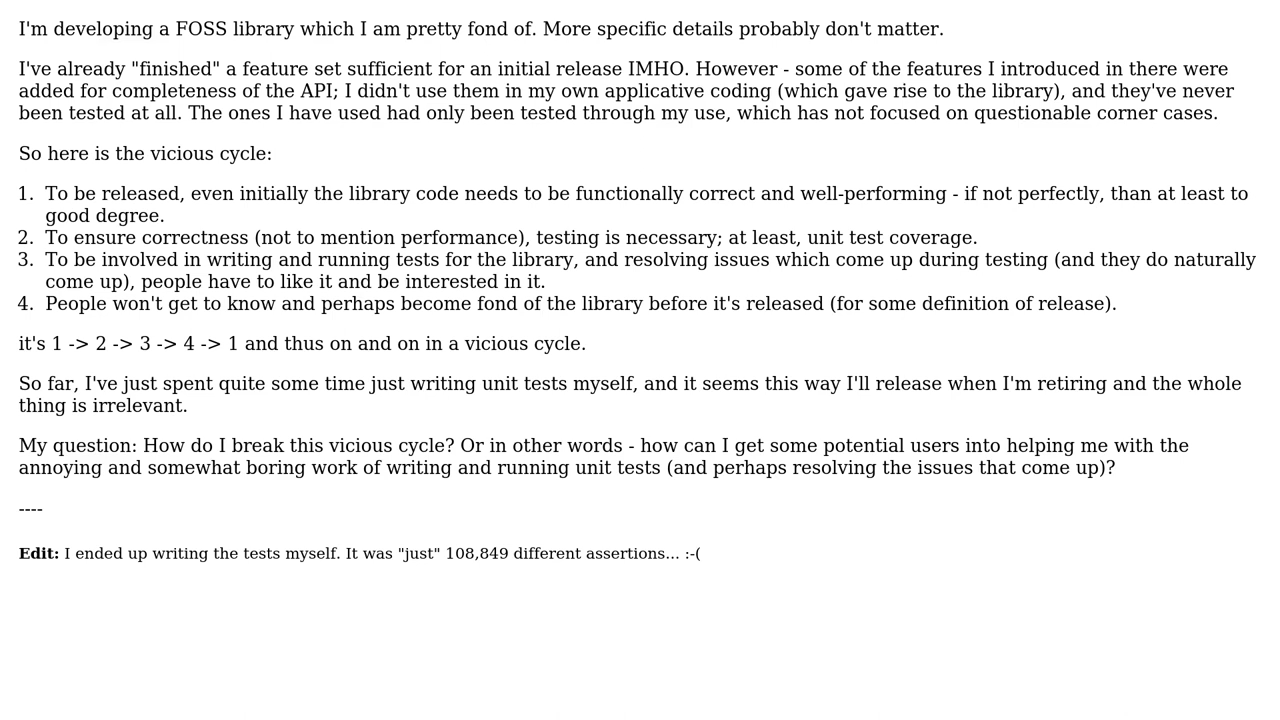 I'm developing a FOSS library which I am pretty fond of. More specific details probably don't matter.
I've already "finished" a feature set sufficient for an initial release IMHO. However - some of the features I introduced in there were
added for completeness of the API; I didn't use them in my own applicative coding (which gave rise to the library), and they've never
been tested at all. The ones I have used had only been tested through my use, which has not focused on questionable corner cases.
So here is the vicious cycle:
1. To be released, even initially the library code needs to be functionally correct and well-performing - if not perfectly, than at least to
good degree.
2. To ensure correctness (not to mention performance), testing is necessary; at least, unit test coverage.
3. To be involved in writing and running tests for the library, and resolving issues which come up during testing (and they do naturally
come up), people have to like it and be interested in it.
4. People won't get to know and perhaps become fond of the library before it's released (for some definition of release).
it's 1 -> 2 -> 3 -> 4 -> 1 and thus on and on in a vicious cycle.
So far, I've just spent quite some time just writing unit tests myself, and it seems this way I'll release when I'm retiring and the whole
thing is irrelevant.
My question: How do I break this vicious cycle? Or in other words - how can I get some potential users into helping me with the
annoying and somewhat boring work of writing and running unit tests (and perhaps resolving the issues that come up)?
----
Edit: I ended up writing the tests myself. It was "just" 108,849 different assertions... :-(